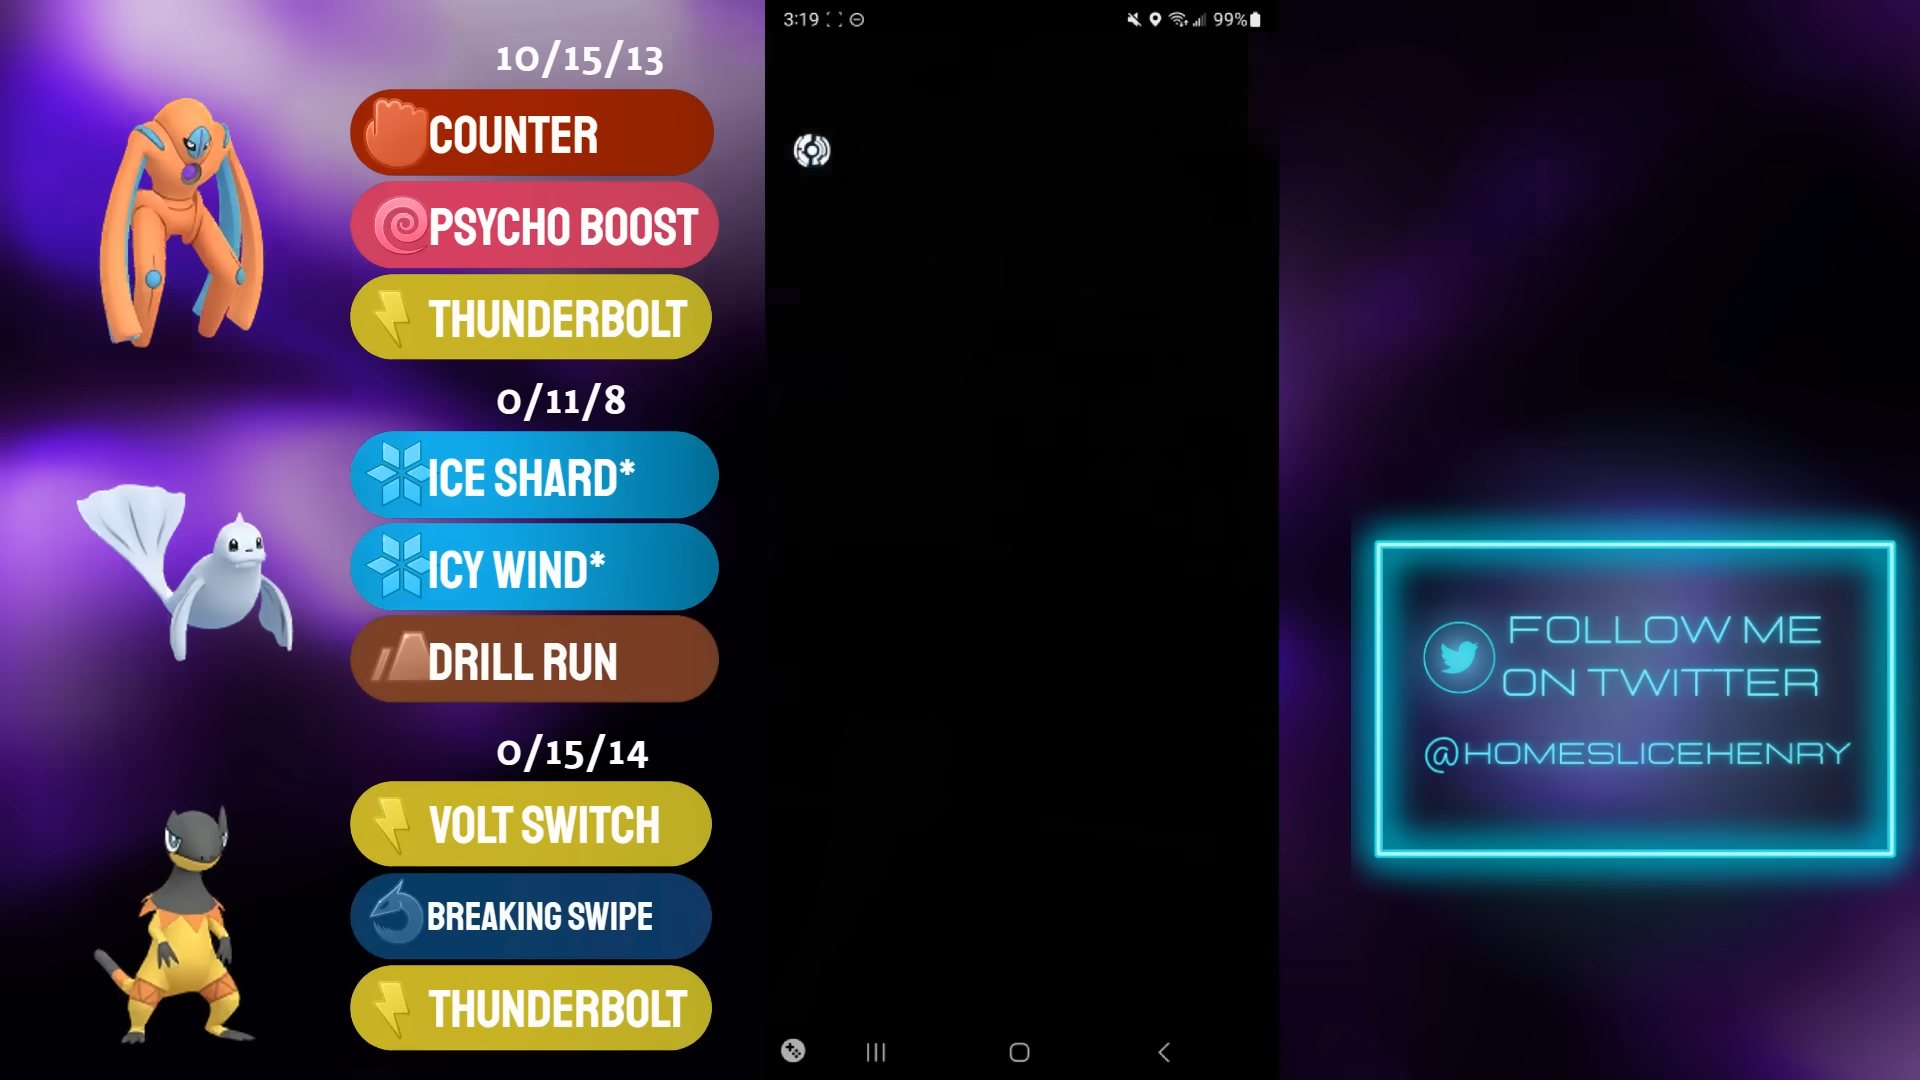 10/15/13
COUNTER
PSYCHO BOOST
THUNDERBOLT
0/11/8
ICE SHARD*
ICY WIND*
DRILL RUN
0/15/14
VOLT SWITCH
BREAKING SWIPE
THUNDERBOLT
3:19
99%
FOLLOW ME
ON TWITTER
@HOMESLICEHENRY